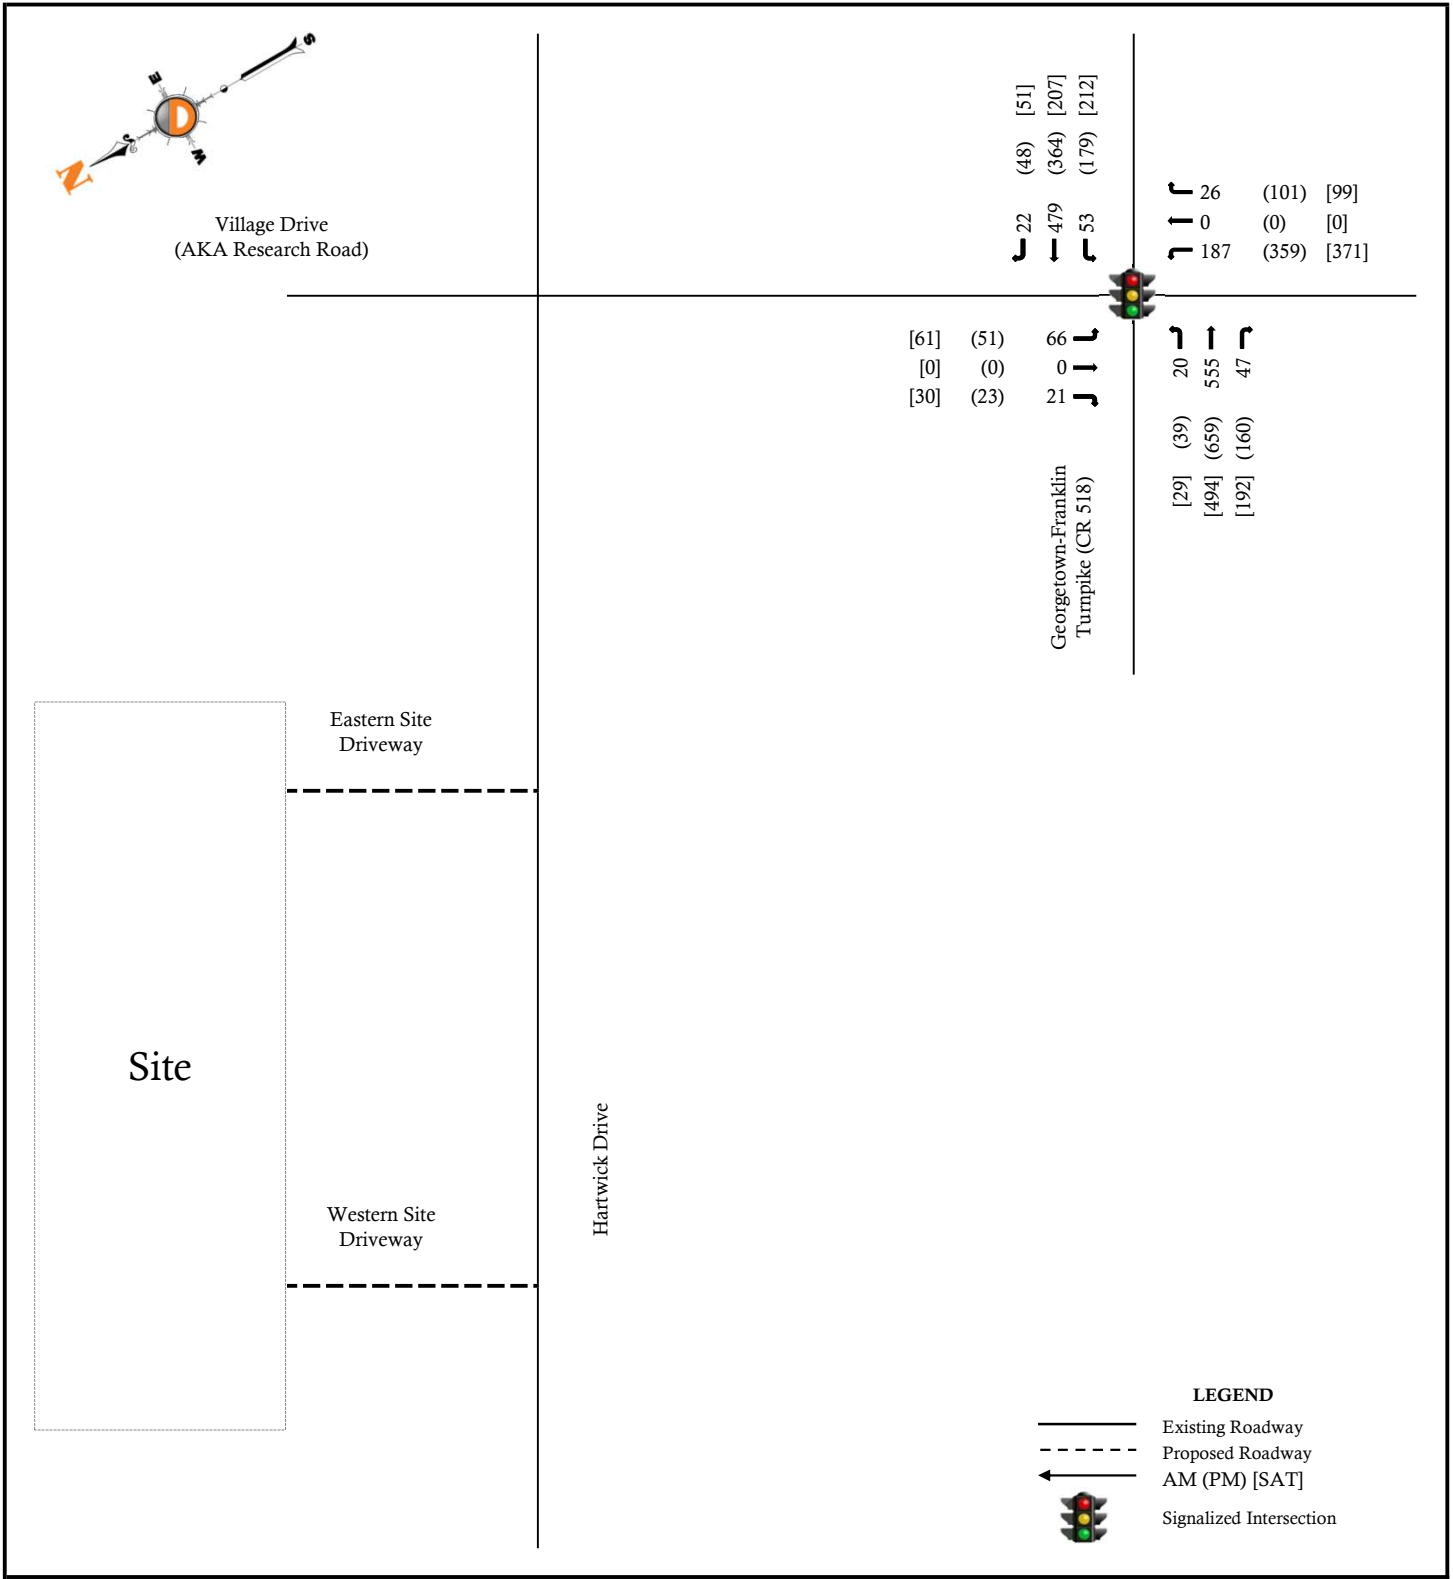 S
E
D
W
N
Village Drive
(AKA Research Road)
22 (48) [51]
479 (364) [207]
53 (179) [212]
26 (101) [99]
0 (0) [0]
187 (359) [371]
[61] (51) 66
[0] (0) 0
[30] (23) 21
[29] (39) 20
[494] (659) 555
[192] (160) 47
Georgetown-Franklin
Turnpike (CR 518)
Eastern Site
Driveway
Site
Hartwick Drive
Western Site
Driveway
LEGEND
Existing Roadway
Proposed Roadway
AM (PM) [SAT]
Signalized Intersection